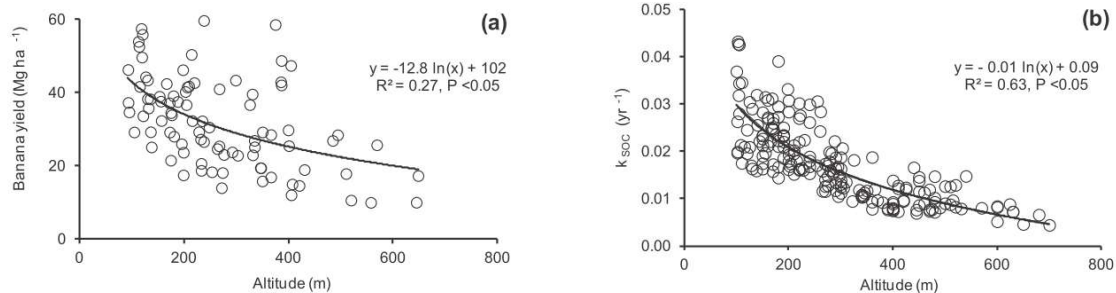 (a)
y = -12.8 ln(x) + 102
R² = 0.27, P <0.05
Banana yield (Mg ha ⁻¹)
60
40
20
0
0 200 400 600 800
Altitude (m)
(b)
y = - 0.01 ln(x) + 0.09
R² = 0.63, P <0.05
k SOC (yr ⁻¹)
0.05
0.04
0.03
0.02
0.01
0.00
0 200 400 600 800
Altitude (m)